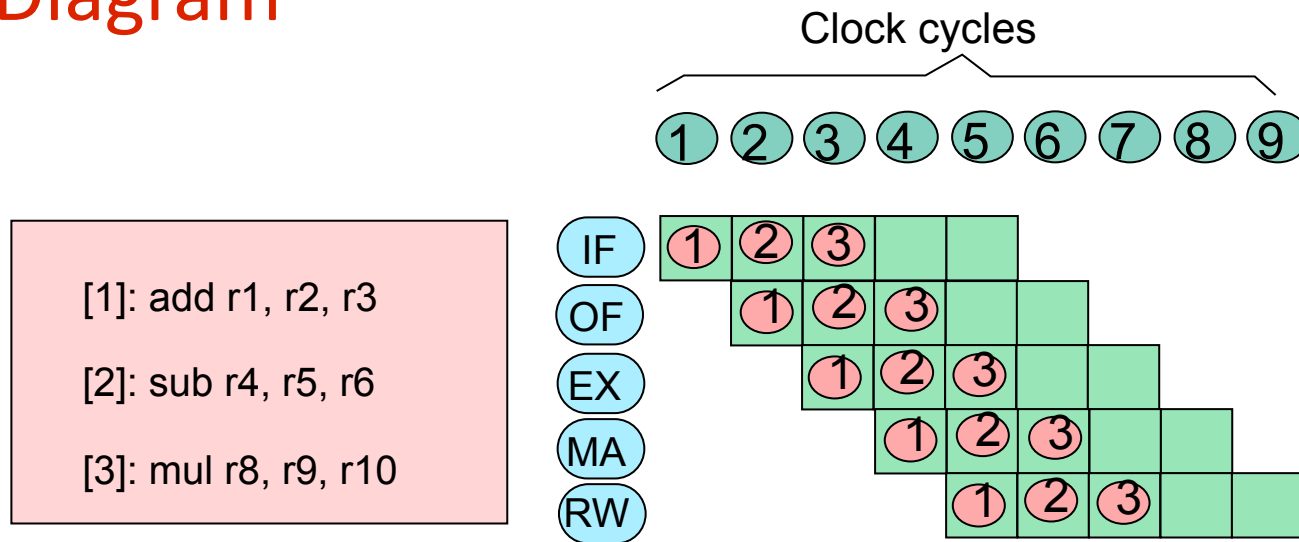 Diagram
Clock cycles
1 2 3 4 5 6 7 8 9
[1]: add r1, r2, r3
[2]: sub r4, r5, r6
[3]: mul r8, r9, r10
IF 1 2 3
OF 1 2 3
EX 1 2 3
MA 1 2 3
RW 1 2 3